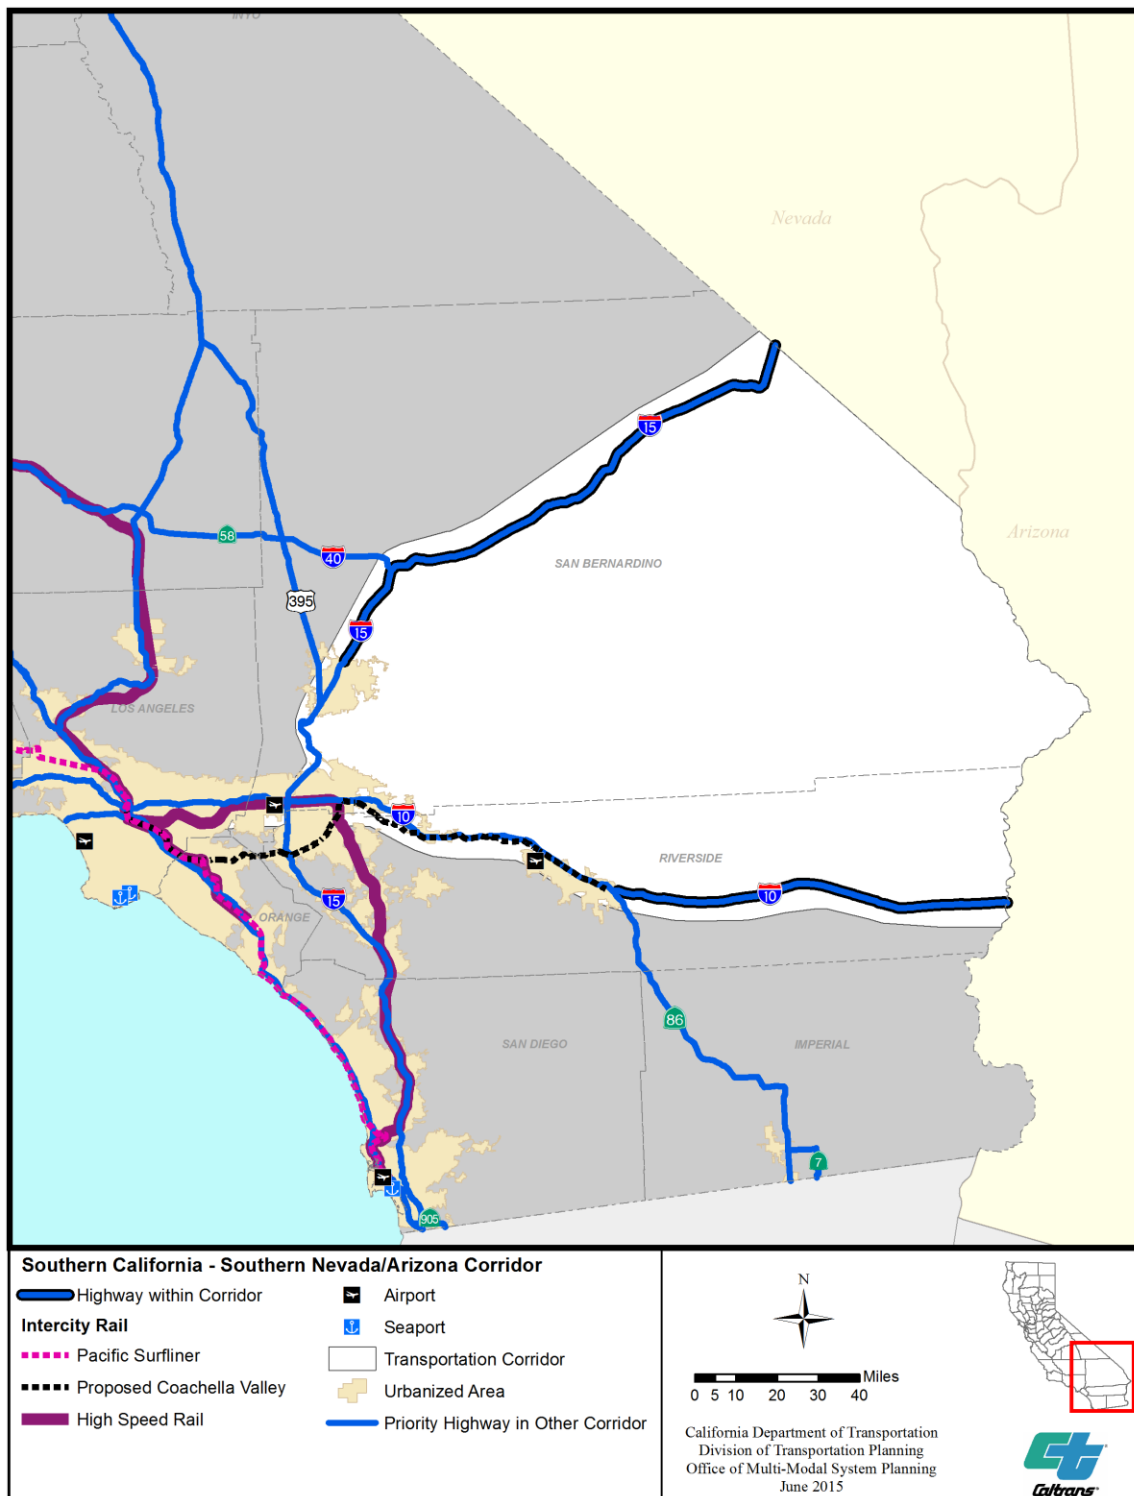 INYO
Nevada
15
Arizona
58
40
SAN BERNARDINO
395
15
LOS ANGELES
10
RIVERSIDE
10
15
ORANGE
86
SAN DIEGO
IMPERIAL
7
905
Southern California - Southern Nevada/Arizona Corridor
Highway within Corridor
Intercity Rail
Pacific Surfliner
Proposed Coachella Valley
High Speed Rail
Airport
Seaport
Transportation Corridor
Urbanized Area
Priority Highway in Other Corridor
N
Miles
0 5 10 20 30 40
California Department of Transportation
Division of Transportation Planning
Office of Multi-Modal System Planning
June 2015
ct
Caltrans